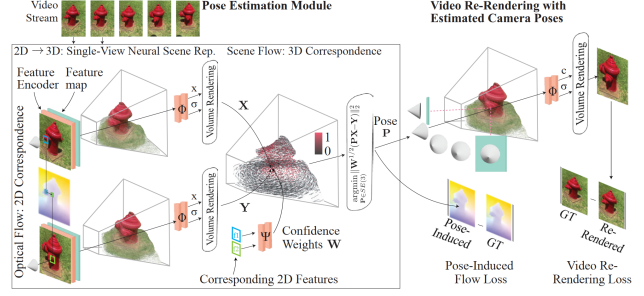 Video
Stream
Pose Estimation Module
Video Re-Rendering with
Estimated Camera Poses
2D → 3D: Single-View Neural Scene Rep.
Scene Flow: 3D Correspondence
Feature
Encoder
Feature
map
Optical Flow: 2D Correspondence
Φ
x
σ
Volume Rendering
X
Φ
x
σ
Volume Rendering
Y
1
0
Ψ
Confidence
Weights W
Corresponding 2D Features
argmin ||W^{1/2}(PX−Y)||_2^2
P∈SE(3)
Pose
P
Φ
c
σ
Volume Rendering
Pose-
Induced
GT
Pose-Induced
Flow Loss
GT
Re-
Rendered
Video Re-
Rendering Loss